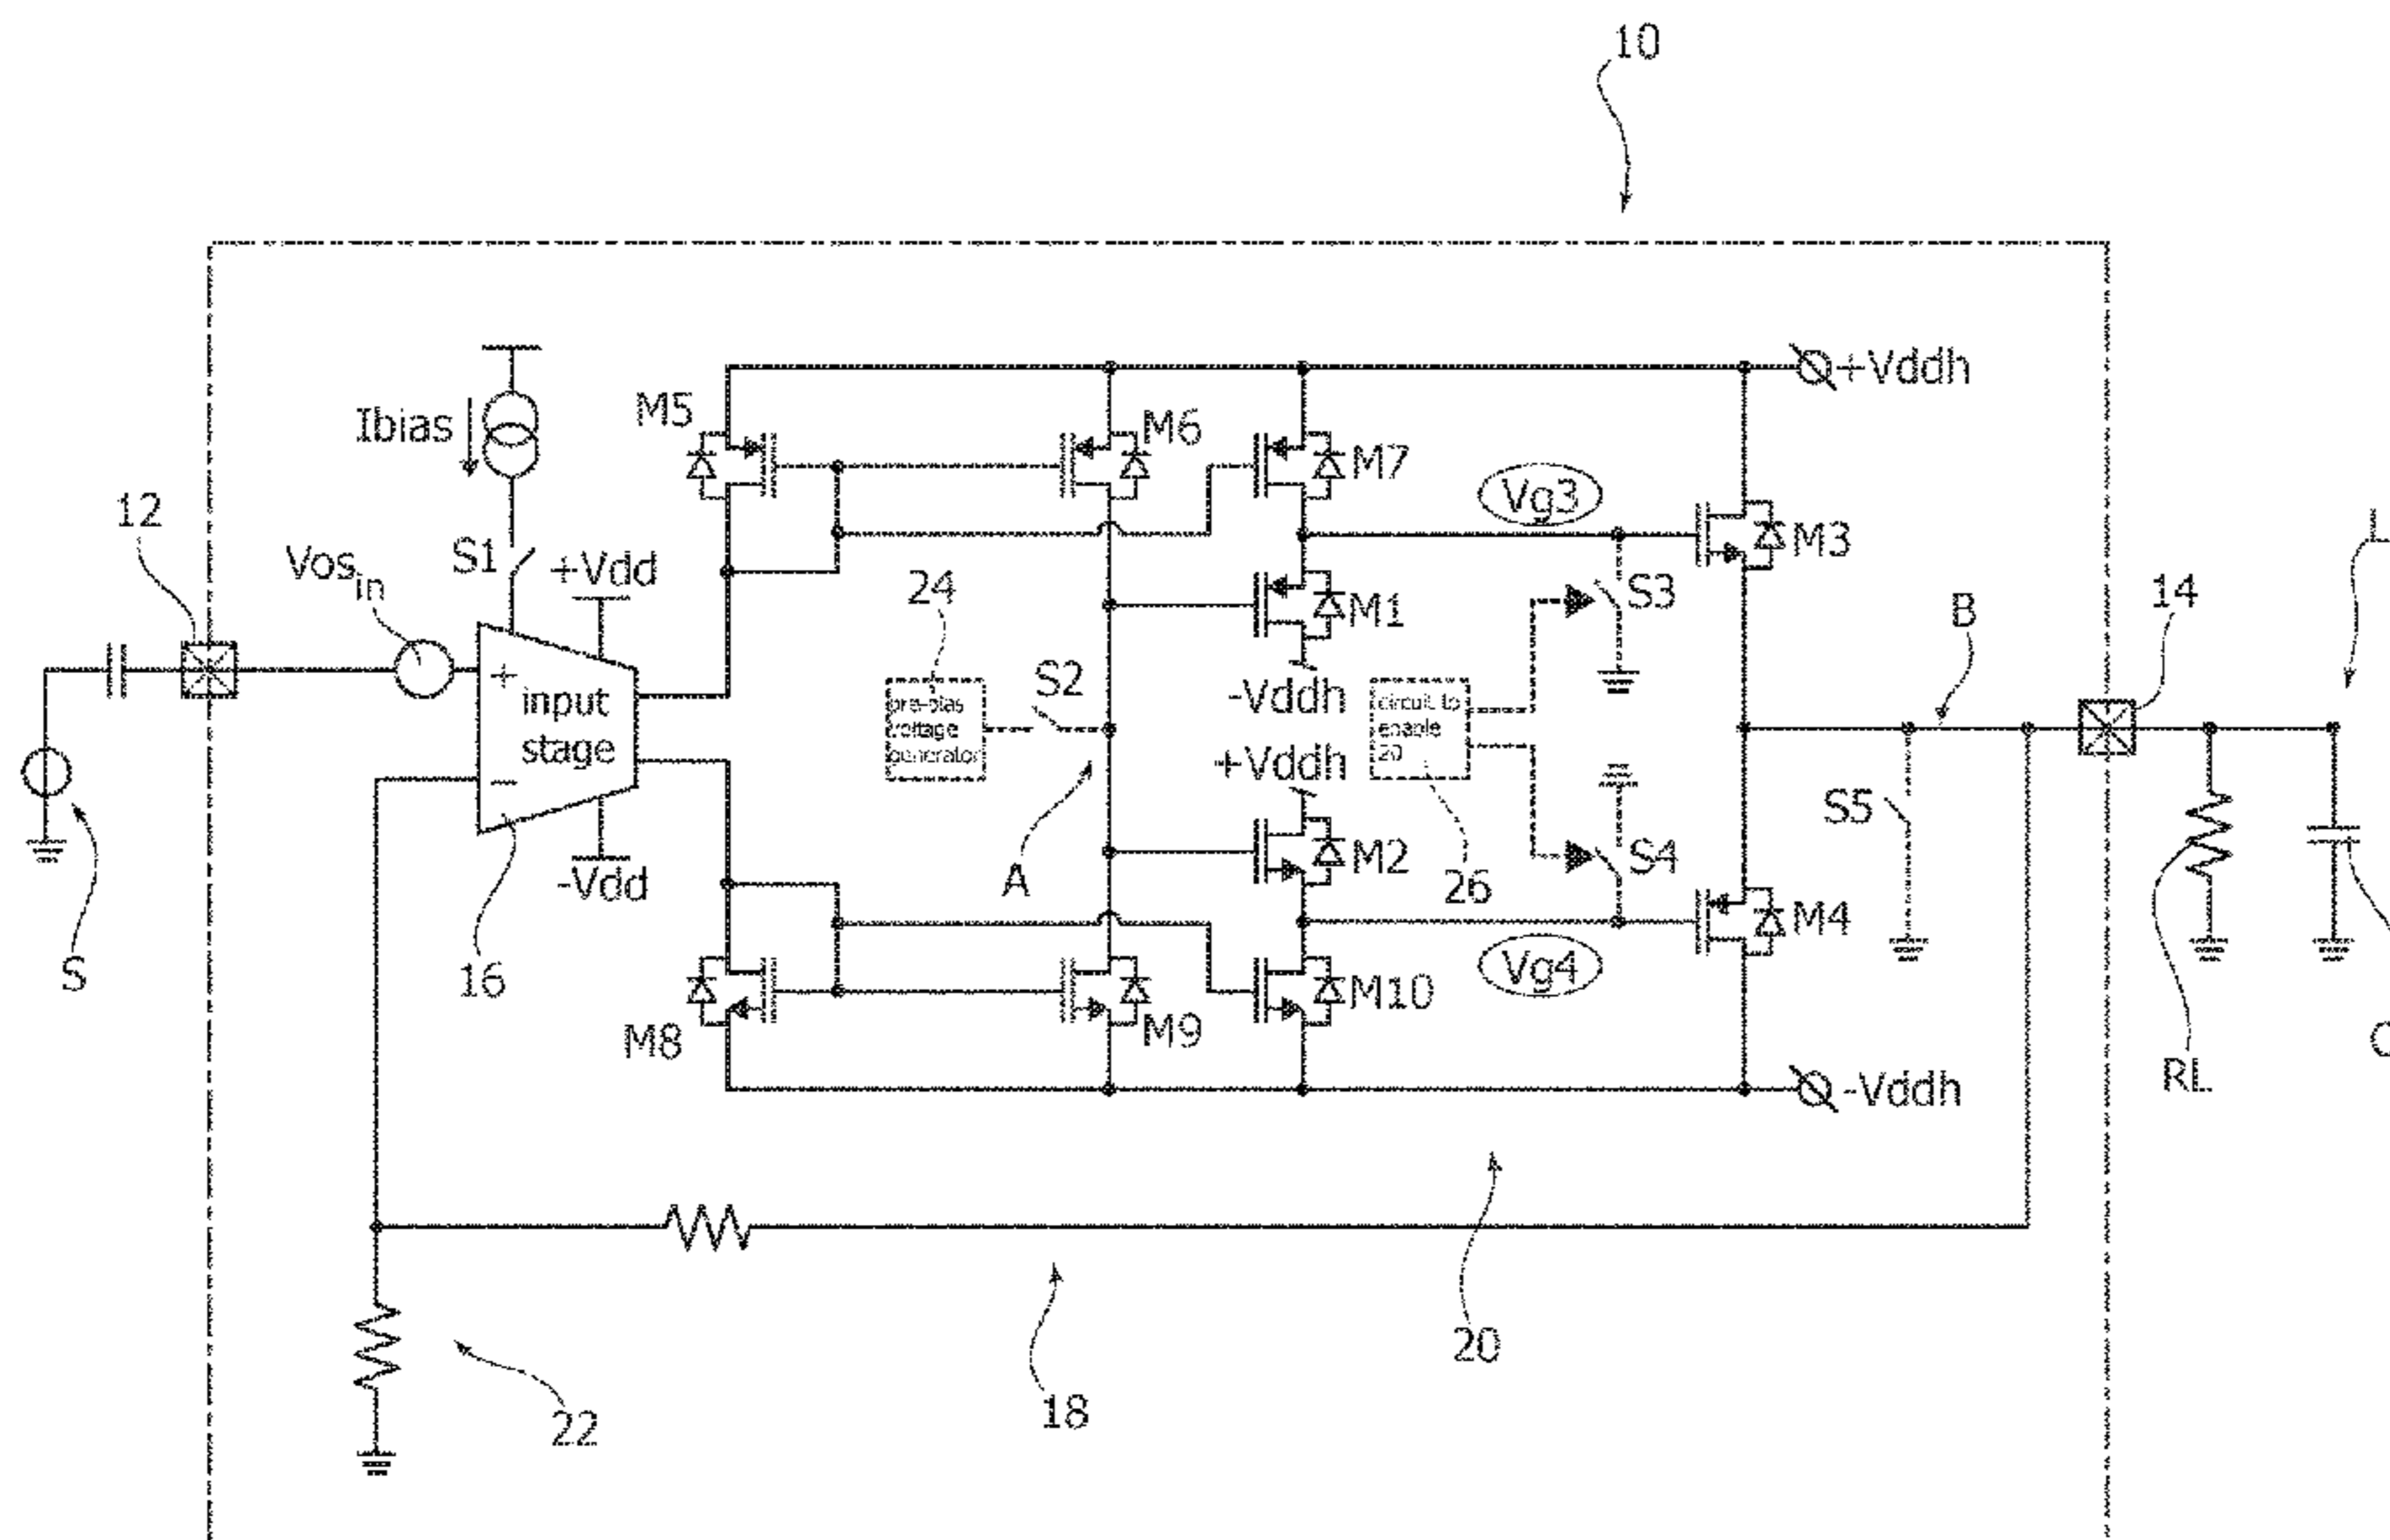 10
+Vddh
M5
M6
M7
Ibias
Vg3
12
S1
+Vdd
M3
L
Vosin
24
M1
S3
14
B
+
input
stage
pre-bias
voltage
generator
S2
-Vddh
circuit to
enable
20
+Vddh
−
S5
A
M2
26
S4
-Vdd
M4
S
16
Vg4
M8
M9
M10
RL
C
-Vddh
20
18
22